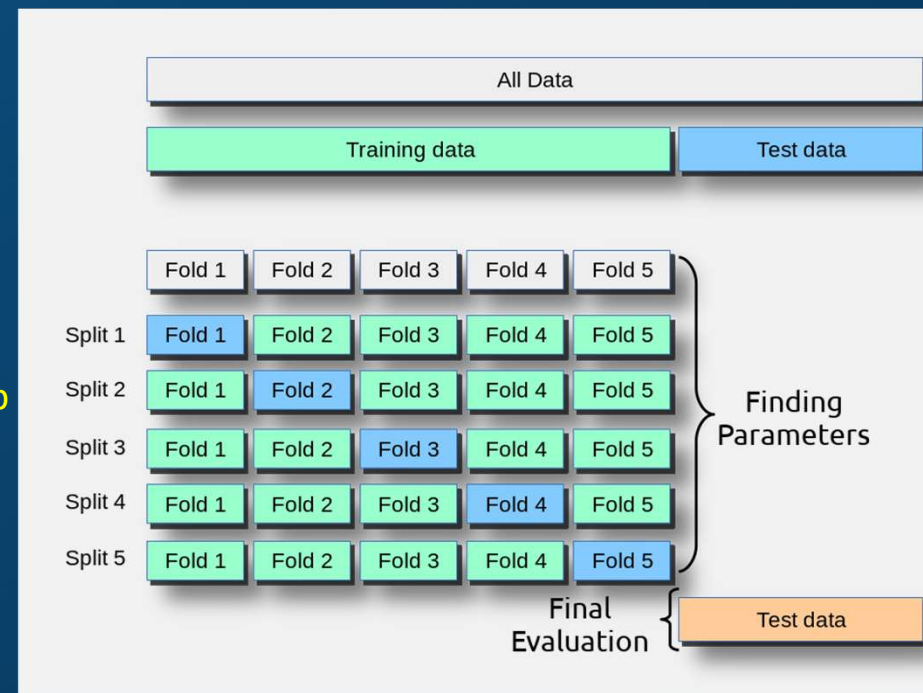 All Data
Training data Test data
Fold 1 Fold 2 Fold 3 Fold 4 Fold 5
Split 1 Fold 1 Fold 2 Fold 3 Fold 4 Fold 5
Split 2 Fold 1 Fold 2 Fold 3 Fold 4 Fold 5
Split 3 Fold 1 Fold 2 Fold 3 Fold 4 Fold 5
Split 4 Fold 1 Fold 2 Fold 3 Fold 4 Fold 5
Split 5 Fold 1 Fold 2 Fold 3 Fold 4 Fold 5
Finding
Parameters
Final
Evaluation
Test data